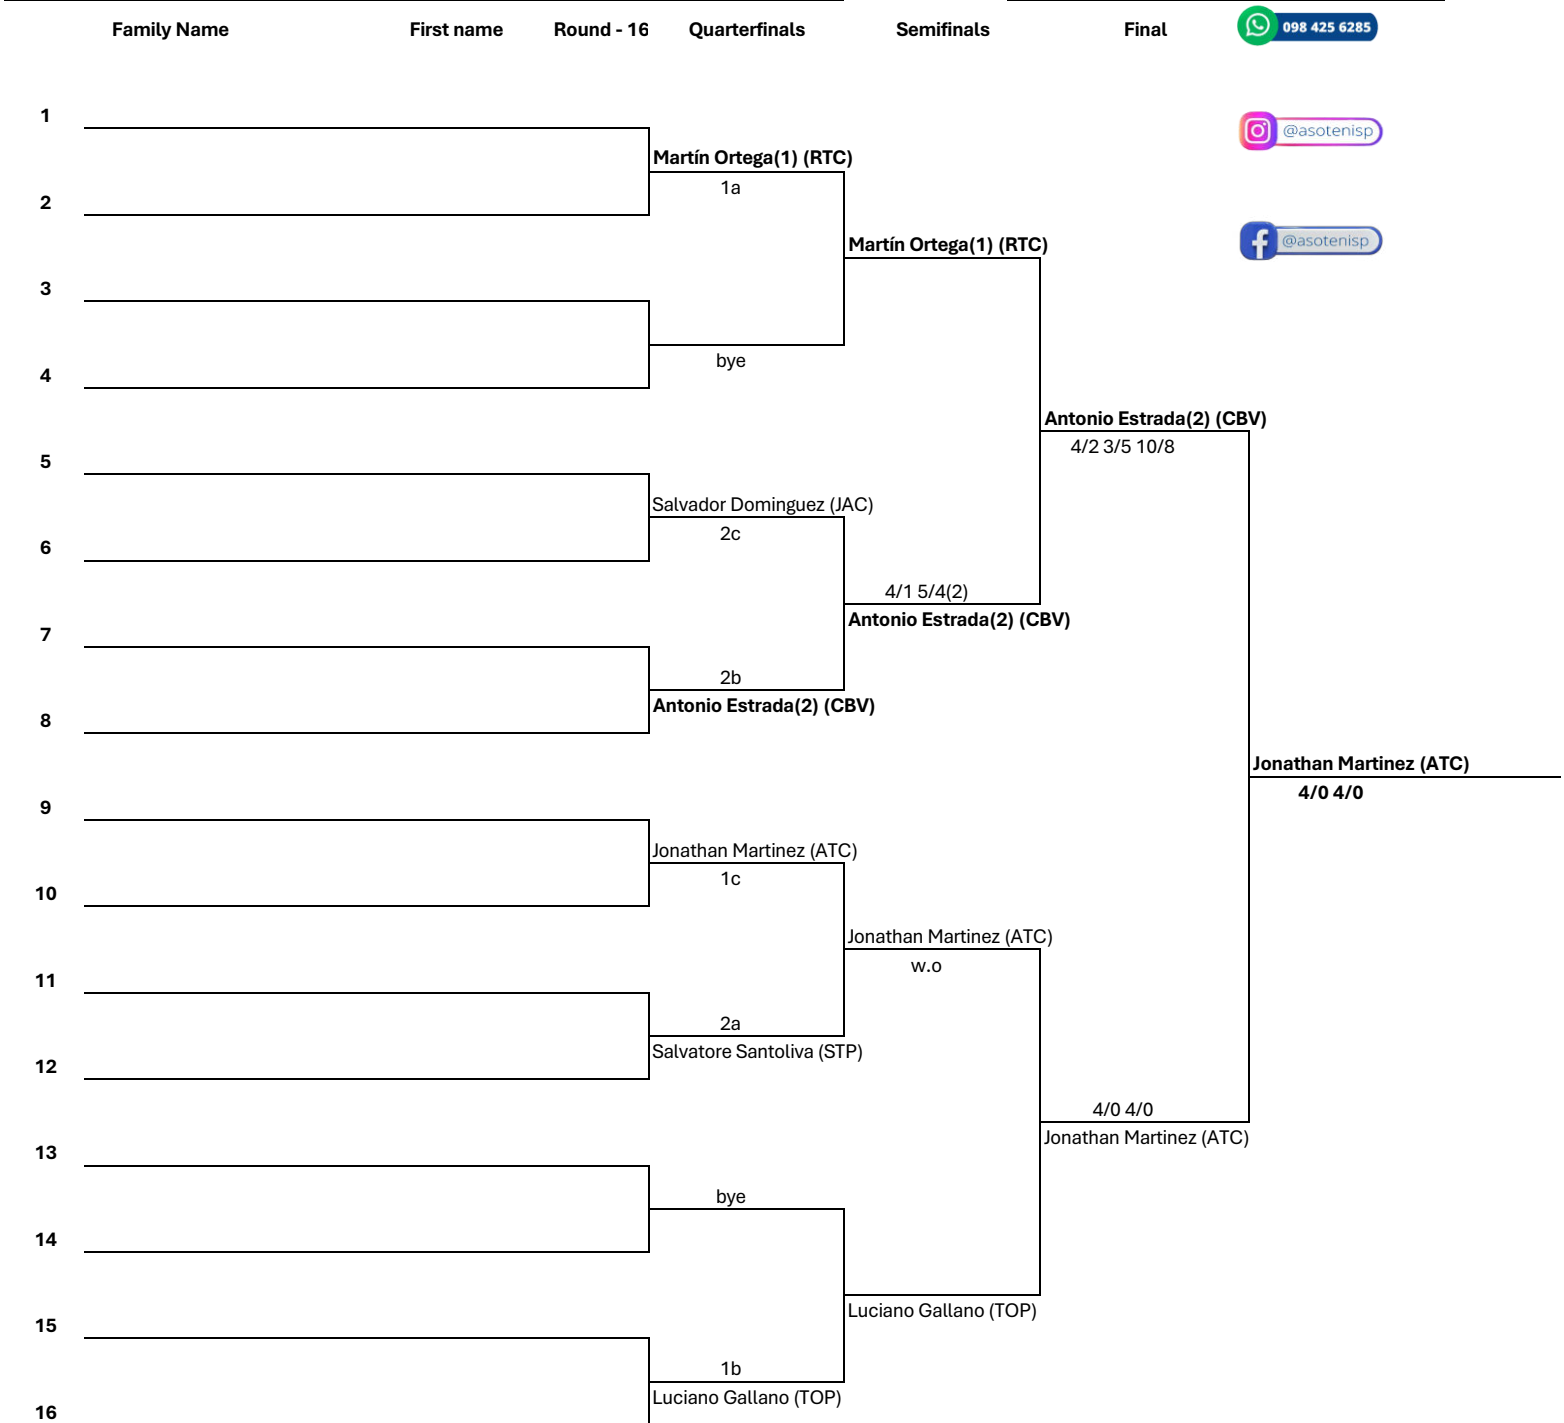 Family Name First name Round - 16 Quarterfinals Semifinals Final 098 425 6285
1
@asotenisp
Martín Ortega(1) (RTC)
1a
2
Martín Ortega(1) (RTC)
@asotenisp
3
bye
4
Antonio Estrada(2) (CBV)
4/2 3/5 10/8
5
Salvador Dominguez (JAC)
2c
6
4/1 5/4(2)
Antonio Estrada(2) (CBV)
7
2b
Antonio Estrada(2) (CBV)
8
Jonathan Martinez (ATC)
4/0 4/0
9
Jonathan Martinez (ATC)
1c
10
Jonathan Martinez (ATC)
w.o
11
2a
Salvatore Santoliva (STP)
12
4/0 4/0
Jonathan Martinez (ATC)
13
bye
14
Luciano Gallano (TOP)
15
1b
Luciano Gallano (TOP)
16